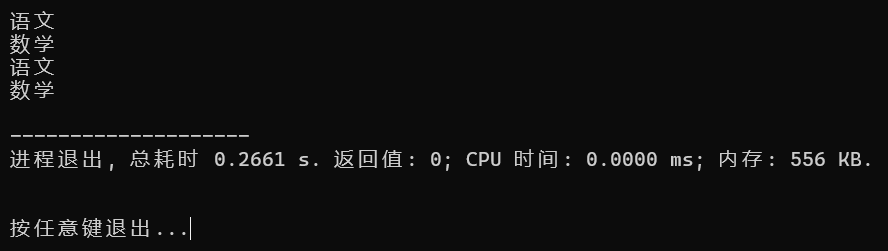 语文
数学
语文
数学
--------------------
进程退出, 总耗时 0.2661 s. 返回值: 0; CPU 时间: 0.0000 ms; 内存: 556 KB.
按任意键退出...